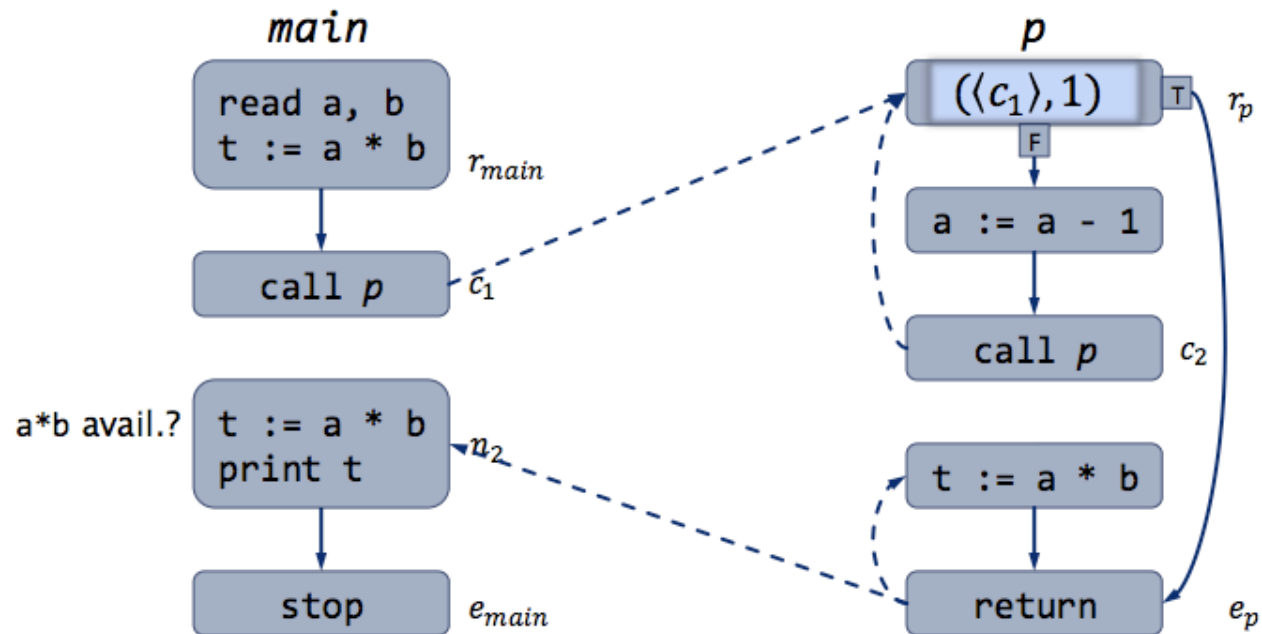 main
read a, b
t := a * b
r_main
call p
c₁
a*b avail.?
t := a * b
print t
n₂
stop
e_main
p
(⟨c₁⟩, 1)
T
r_p
F
a := a - 1
call p
c₂
t := a * b
return
e_p